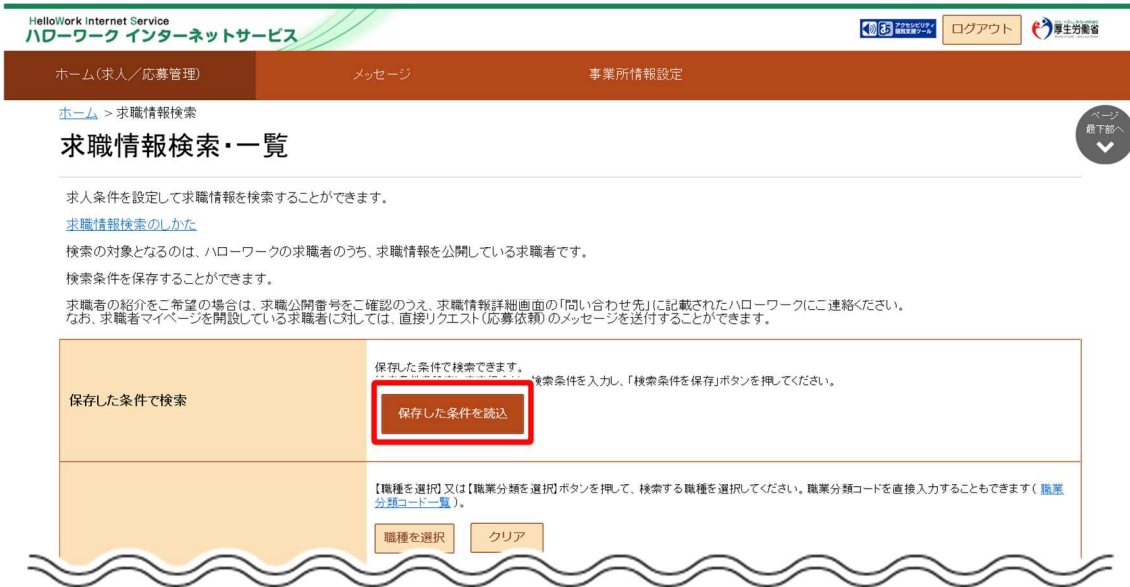 HelloWork Internet Service
ハローワーク インターネットサービス
アクセシビリティ
閲覧支援ツール
ログアウト
厚生労働省
ホーム(求人／応募管理)
メッセージ
事業所情報設定
ホーム ＞求職情報検索
ページ
最下部へ
求職情報検索・一覧
求人条件を設定して求職情報を検索することができます。
求職情報検索のしかた
検索の対象となるのは、ハローワークの求職者のうち、求職情報を公開している求職者です。
検索条件を保存することができます。
求職者の紹介をご希望の場合は、求職公開番号をご確認のうえ、求職情報詳細画面の「問い合わせ先」に記載されたハローワークにご連絡ください。
なお、求職者マイページを開設している求職者に対しては、直接リクエスト(応募依頼)のメッセージを送付することができます。
保存した条件で検索
保存した条件で検索できます。
検索条件を入力し、「検索条件を保存」ボタンを押してください。
保存した条件を読込
【職種を選択】又は【職業分類を選択】ボタンを押して、検索する職種を選択してください。職業分類コードを直接入力することもできます( 職業
分類コード一覧 )。
職種を選択
クリア